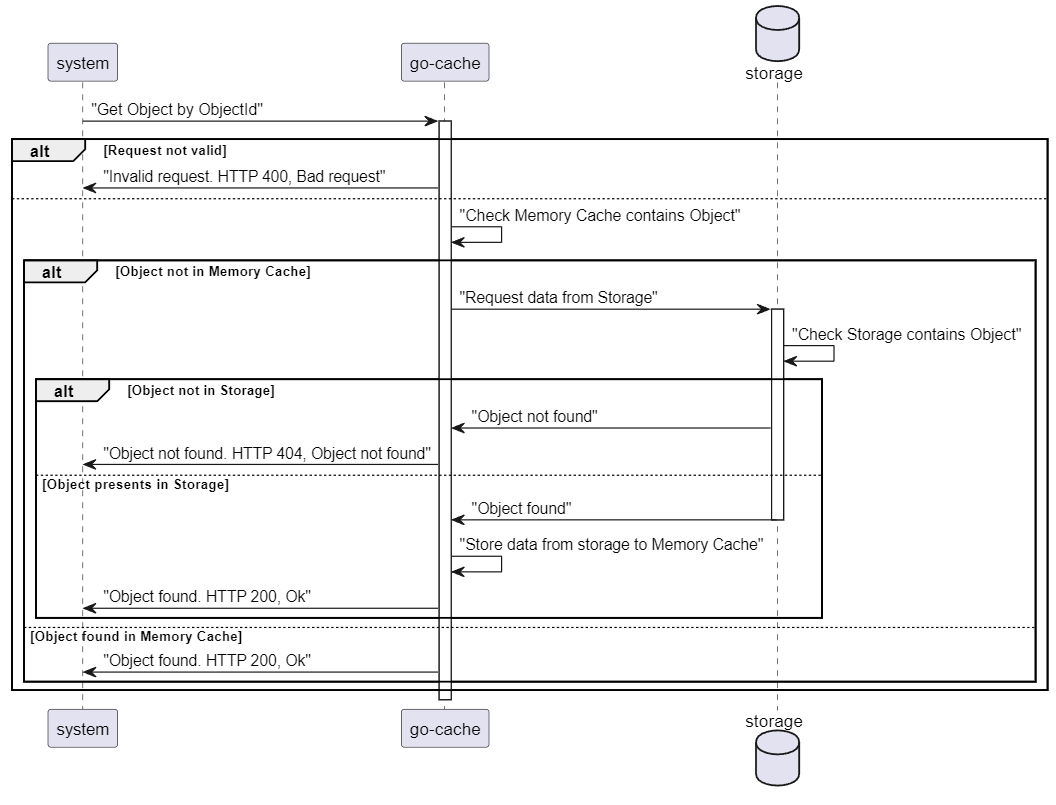 system
go-cache
storage
"Get Object by ObjectId"
alt
[Request not valid]
"Invalid request. HTTP 400, Bad request"
"Check Memory Cache contains Object"
alt
[Object not in Memory Cache]
"Request data from Storage"
"Check Storage contains Object"
alt
[Object not in Storage]
"Object not found"
"Object not found. HTTP 404, Object not found"
[Object presents in Storage]
"Object found"
"Store data from storage to Memory Cache"
"Object found. HTTP 200, Ok"
[Object found in Memory Cache]
"Object found. HTTP 200, Ok"
system
go-cache
storage